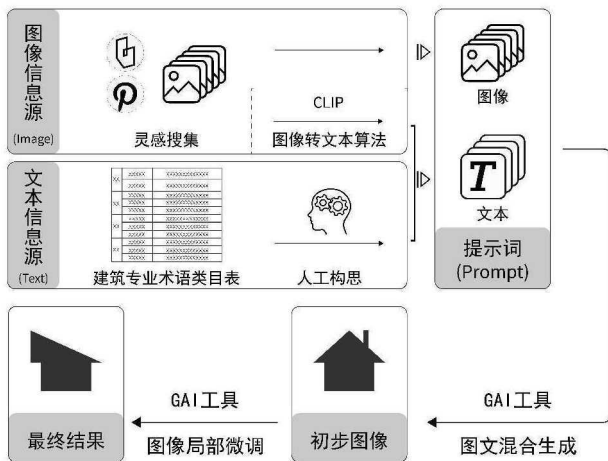 图像信息源
(Image)
灵感搜集
CLIP
图像转文本算法
文本信息源
(Text)
XX
XXXXX
XXXXXXXXXXXXX
建筑专业术语类目表
人工构思
图像
T
文本
提示词
(Prompt)
GAI工具
图文混合生成
初步图像
GAI工具
图像局部微调
最终结果